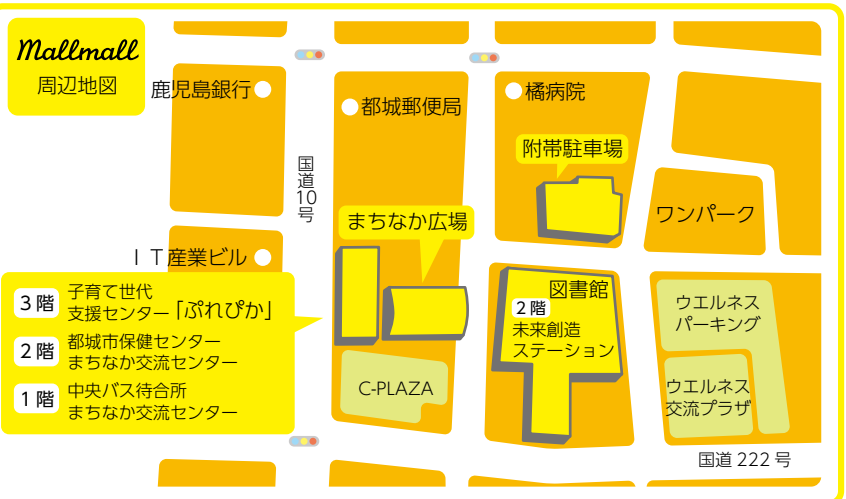 Mallmall
周辺地図
鹿児島銀行
都城郵便局
橘病院
附帯駐車場
国道10号
まちなか広場
ワンパーク
IT産業ビル
3階
子育て世代
支援センター「ぷれぴか」
2階
都城市保健センター
まちなか交流センター
1階
中央バス待合所
まちなか交流センター
図書館
2階
未来創造
ステーション
ウエルネス
パーキング
C-PLAZA
ウエルネス
交流プラザ
国道 222 号